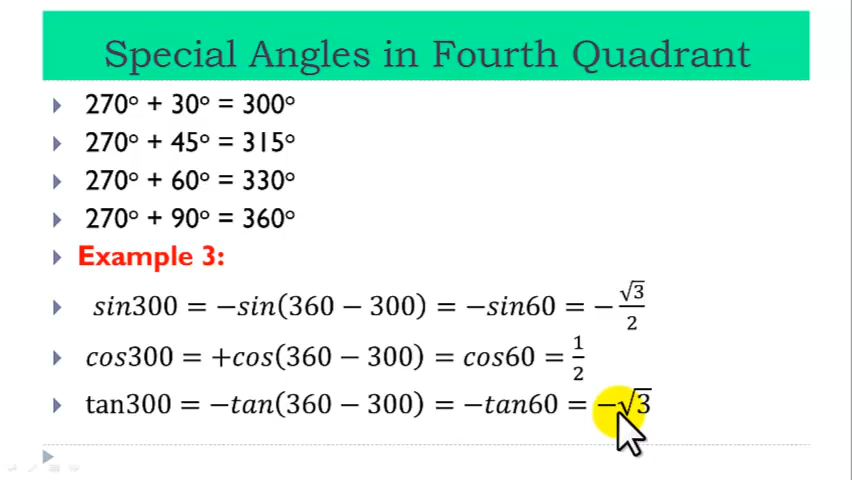 Special Angles in Fourth Quadrant
270° + 30° = 300°
270° + 45° = 315°
270° + 60° = 330°
270° + 90° = 360°
Example 3:
sin300 = −sin(360 − 300) = −sin60 = −√3/2
cos300 = +cos(360 − 300) = cos60 = 1/2
tan300 = −tan(360 − 300) = −tan60 = −√3